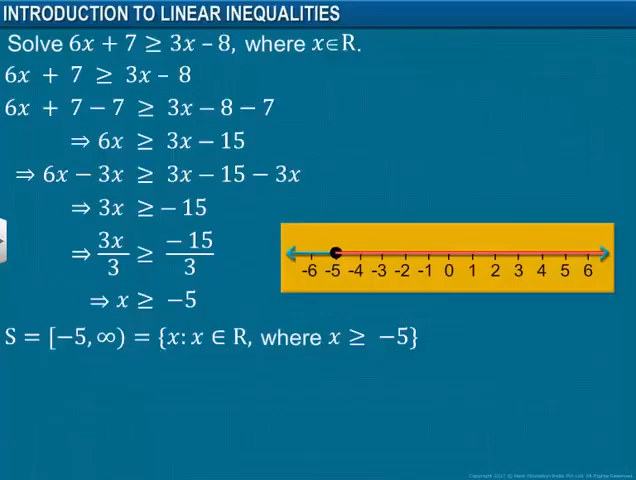 INTRODUCTION TO LINEAR INEQUALITIES
Solve 6x + 7 ≥ 3x – 8, where x∈R.
6x + 7 ≥ 3x – 8
6x + 7 − 7 ≥ 3x − 8 − 7
⇒ 6x ≥ 3x − 15
⇒ 6x − 3x ≥ 3x − 15 − 3x
⇒ 3x ≥ − 15
⇒ 3x/3 ≥ −15/3
⇒ x ≥ −5
-6 -5 -4 -3 -2 -1 0 1 2 3 4 5 6
S = [−5, ∞) = {x: x ∈ R, where x ≥ −5}